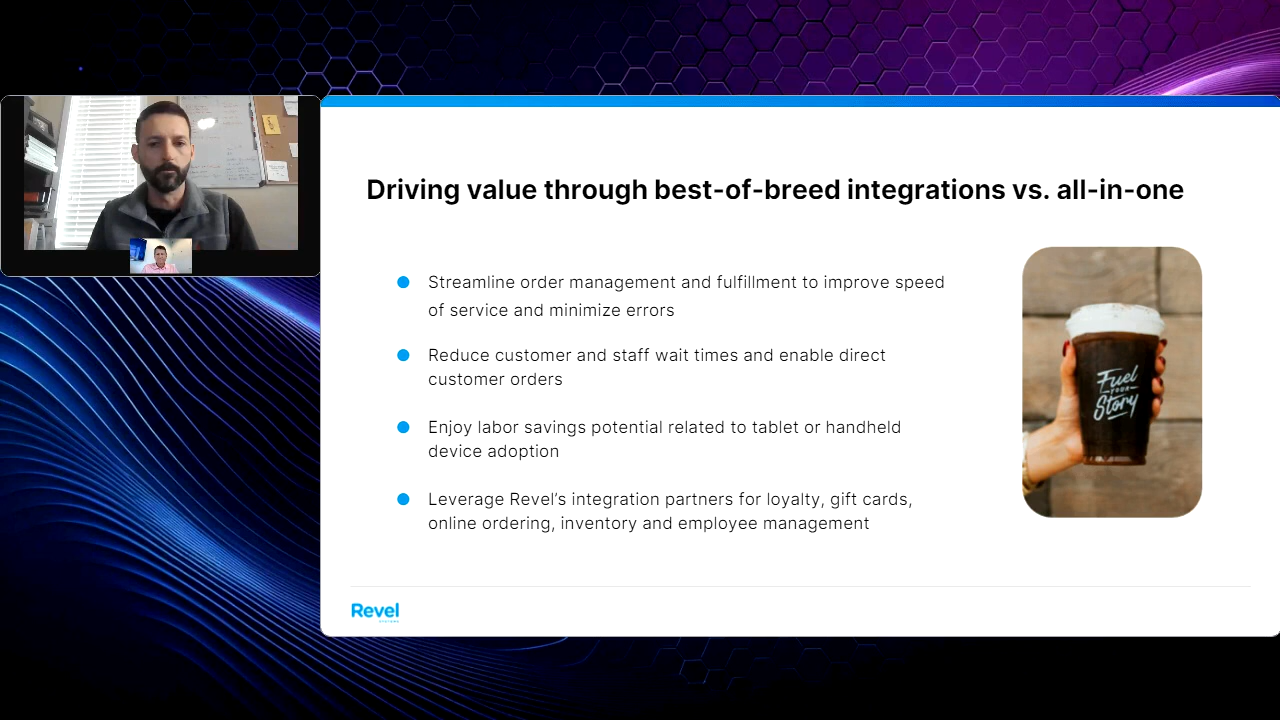 Driving value through best-of-breed integrations vs. all-in-one
Streamline order management and fulfillment to improve speed
of service and minimize errors
Reduce customer and staff wait times and enable direct
customer orders
Enjoy labor savings potential related to tablet or handheld
device adoption
Leverage Revel’s integration partners for loyalty, gift cards,
online ordering, inventory and employee management
Fuel
YOUR
Story
Revel
SYSTEMS